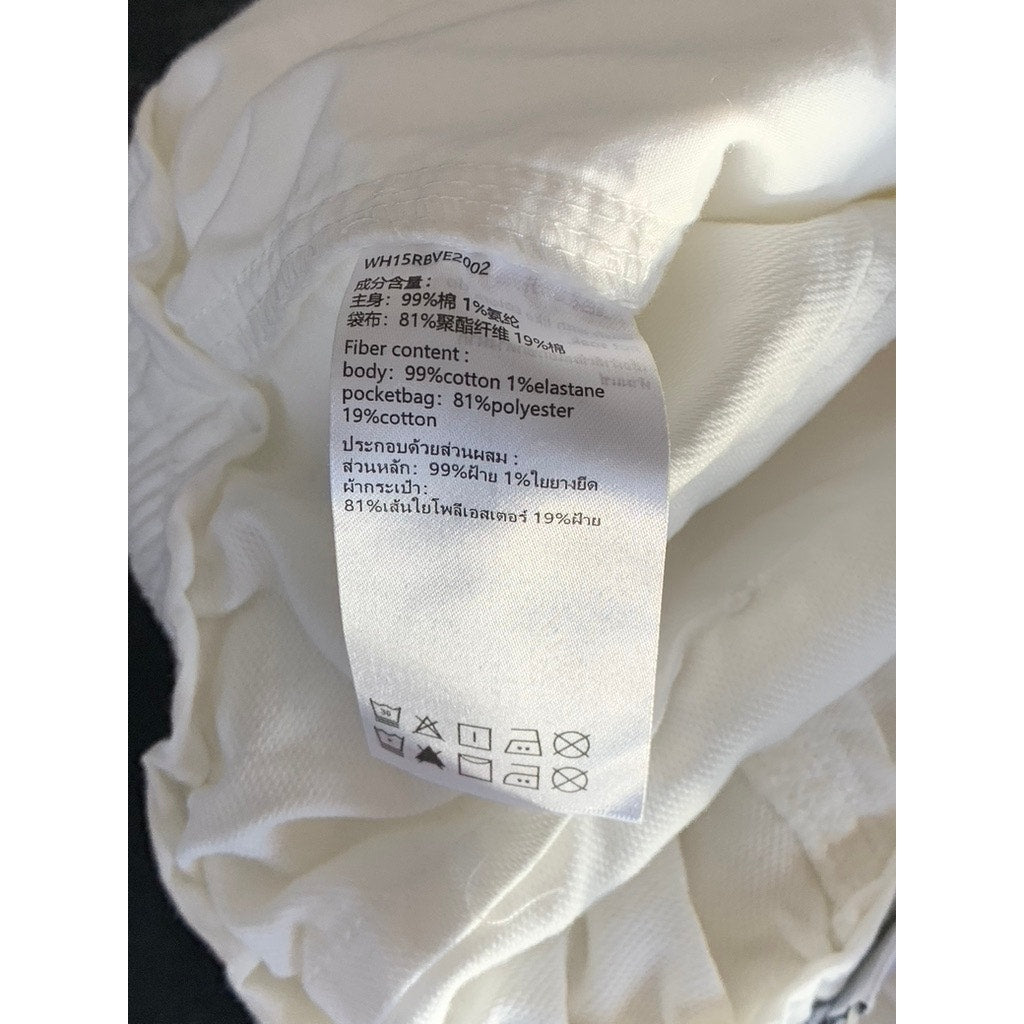 WH15RBVE2002
成分含量：
主身：99%棉 1%氨纶
袋布：81%聚酯纤维 19%棉
Fiber content :
body: 99%cotton 1%elastane
pocketbag: 81%polyester
19%cotton
ประกอบด้วยส่วนผสม :
ส่วนหลัก: 99%ฝ้าย 1%ใยยางยืด
ผ้ากระเป๋า:
81%เส้นใยโพลีเอสเตอร์ 19%ฝ้าย
30